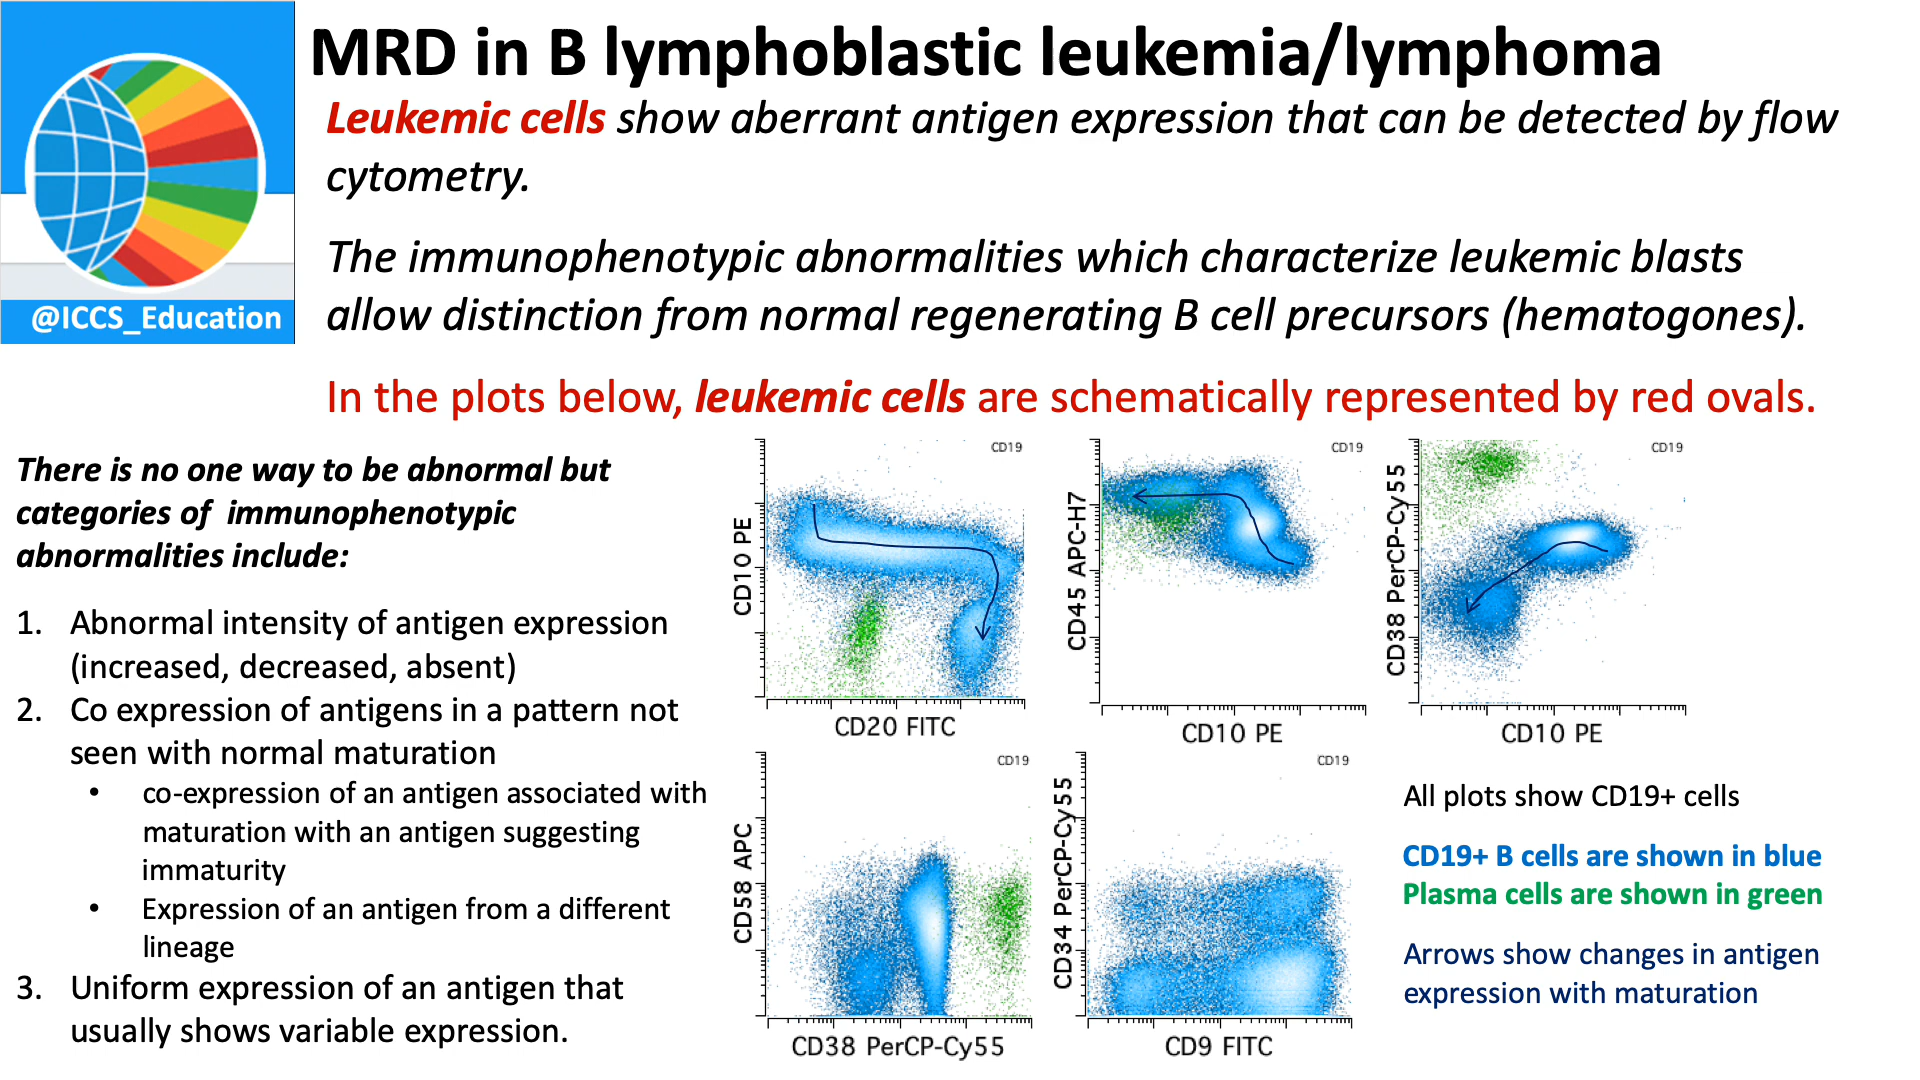 MRD in B lymphoblastic leukemia/lymphoma
Leukemic cells show aberrant antigen expression that can be detected by flow
cytometry.
The immunophenotypic abnormalities which characterize leukemic blasts
allow distinction from normal regenerating B cell precursors (hematogones).
@ICCS_Education
In the plots below, leukemic cells are schematically represented by red ovals.
There is no one way to be abnormal but
categories of immunophenotypic
abnormalities include:
1. Abnormal intensity of antigen expression
(increased, decreased, absent)
2. Co expression of antigens in a pattern not
seen with normal maturation
• co-expression of an antigen associated with
maturation with an antigen suggesting
immaturity
• Expression of an antigen from a different
lineage
3. Uniform expression of an antigen that
usually shows variable expression.
CD19
CD10 PE
CD20 FITC
CD19
CD45 APC-H7
CD10 PE
CD19
CD38 PerCP-Cy55
CD10 PE
CD19
CD58 APC
CD38 PerCP-Cy55
CD19
CD34 PerCP-Cy55
CD9 FITC
All plots show CD19+ cells
CD19+ B cells are shown in blue
Plasma cells are shown in green
Arrows show changes in antigen
expression with maturation